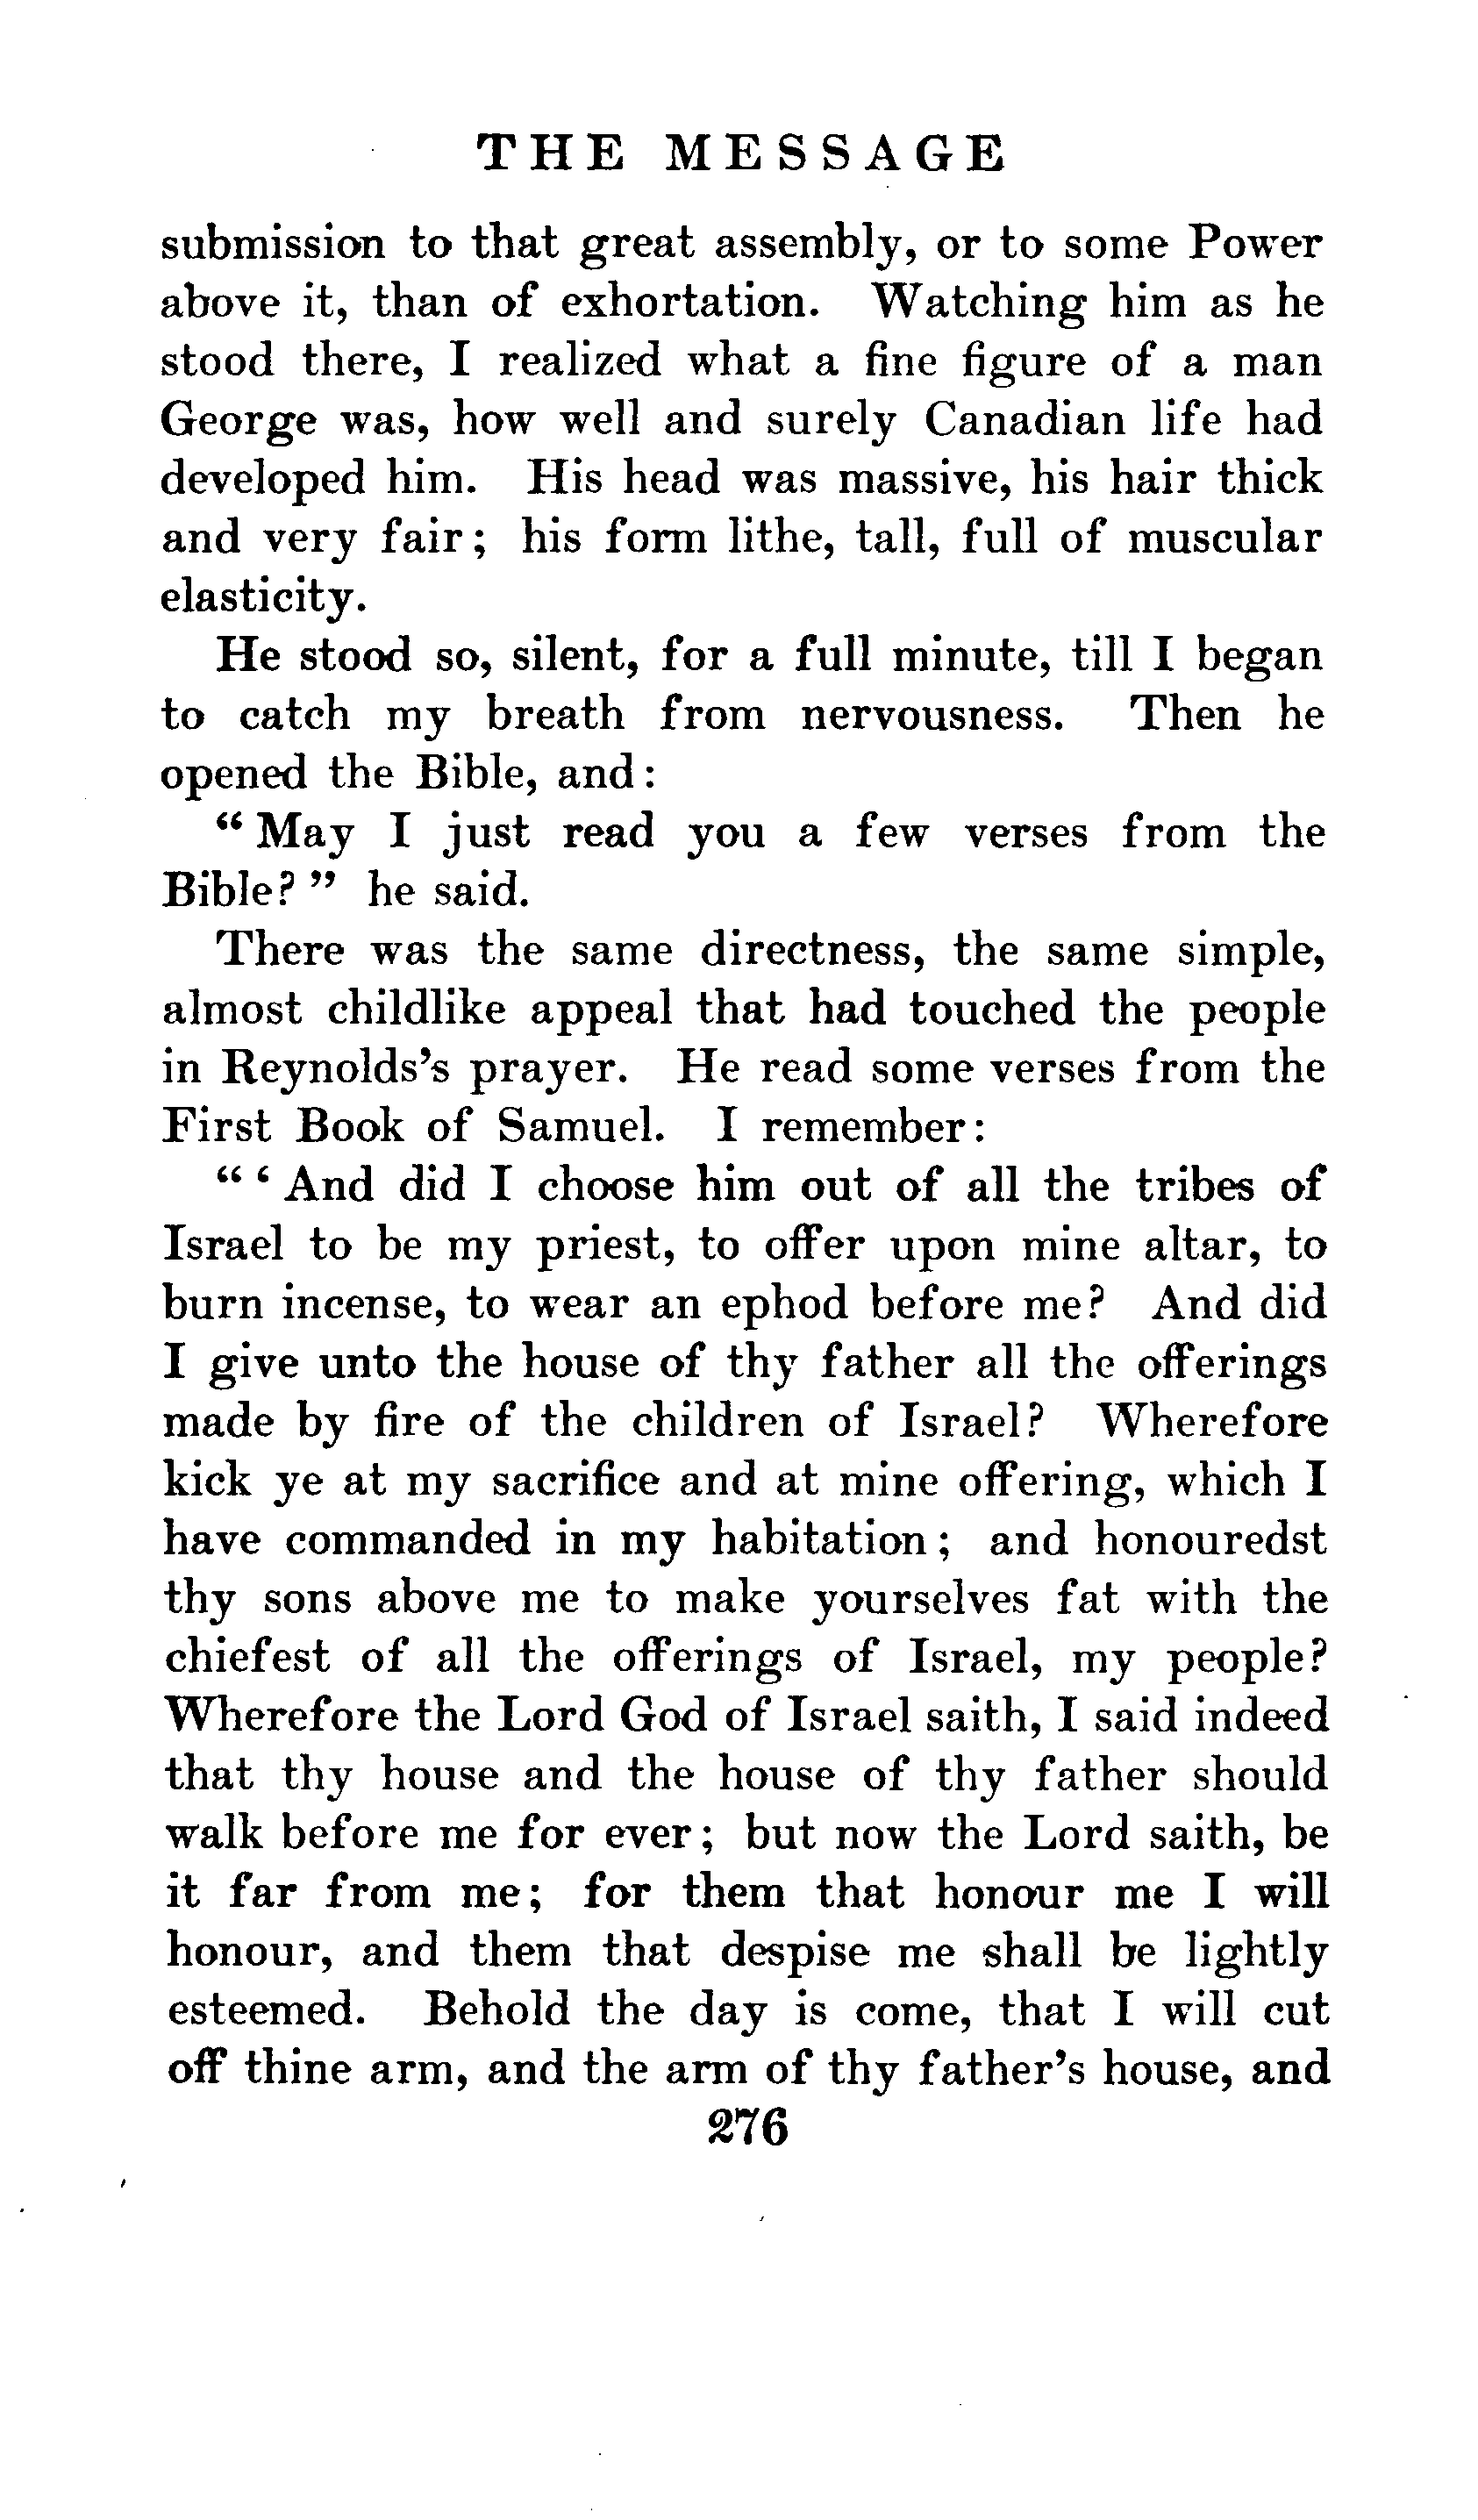 THE MESSAGE
submission to that great assembly, or to some Power
above it, than of exhortation. Watching him as he
stood there, I realized what a fine figure of a man
George was, how well and surely Canadian life had
developed him. His head was massive, his hair thick
and very fair; his form lithe, tall, full of muscular
elasticity.
He stood so, silent, for a full minute, till I began
to catch my breath from nervousness. Then he
opened the Bible, and:
“May I just read you a few verses from the
Bible?” he said.
There was the same directness, the same simple,
almost childlike appeal that had touched the people
in Reynolds’s prayer. He read some verses from the
First Book of Samuel. I remember:
“‘And did I choose him out of all the tribes of
Israel to be my priest, to offer upon mine altar, to
burn incense, to wear an ephod before me? And did
I give unto the house of thy father all the offerings
made by fire of the children of Israel? Wherefore
kick ye at my sacrifice and at mine offering, which I
have commanded in my habitation; and honouredst
thy sons above me to make yourselves fat with the
chiefest of all the offerings of Israel, my people?
Wherefore the Lord God of Israel saith, I said indeed
that thy house and the house of thy father should
walk before me for ever; but now the Lord saith, be
it far from me; for them that honour me I will
honour, and them that despise me shall be lightly
esteemed. Behold the day is come, that I will cut
off thine arm, and the arm of thy father’s house, and
276